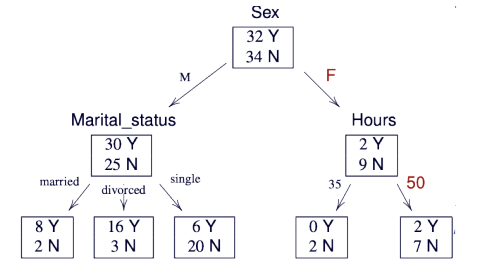 Sex
32 Y
34 N
M
F
Marital_status
30 Y
25 N
Hours
2 Y
9 N
married
divorced
single
35
50
8 Y
2 N
16 Y
3 N
6 Y
20 N
0 Y
2 N
2 Y
7 N